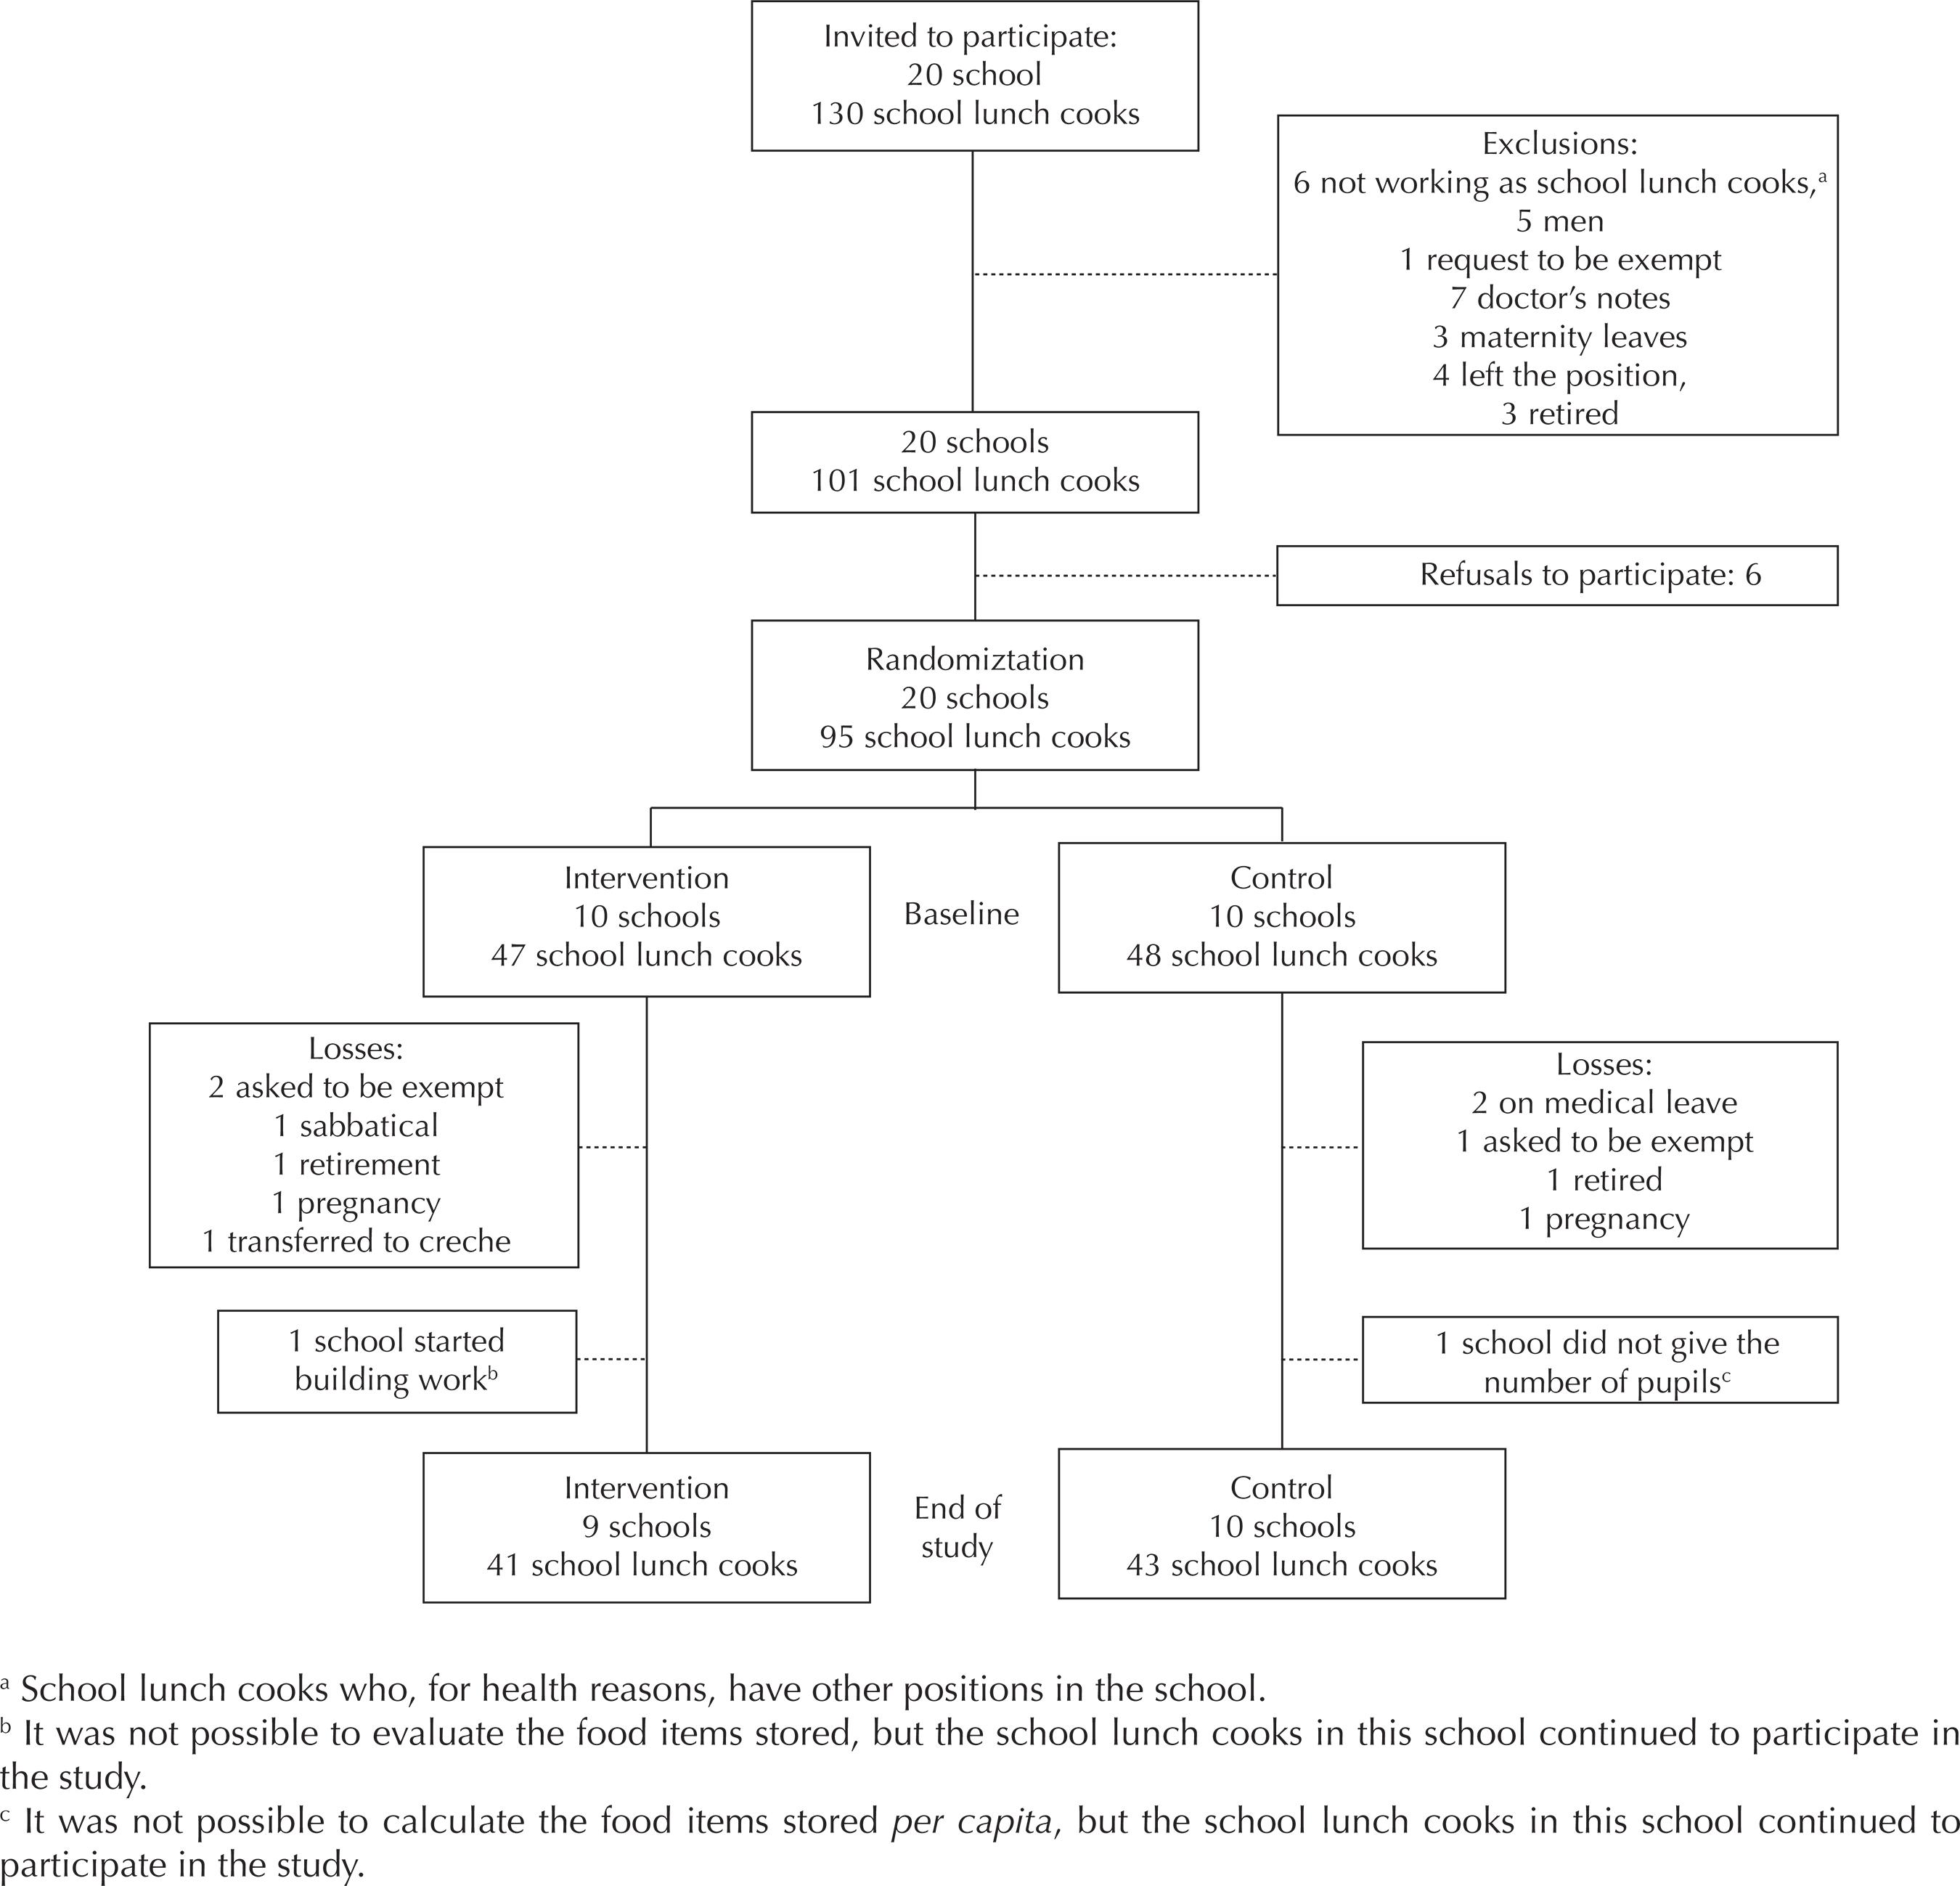 Invited to participate:
20 school
130 school lunch cooks
Exclusions:
6 not working as school lunch cooks,ᵃ
5 men
1 request to be exempt
7 doctor’s notes
3 maternity leaves
4 left the position,
3 retired
20 schools
101 school lunch cooks
Refusals to participate: 6
Randomiztation
20 schools
95 school lunch cooks
Intervention
10 schools
47 school lunch cooks
Baseline
Control
10 schools
48 school lunch cooks
Losses:
2 asked to be exempt
1 sabbatical
1 retirement
1 pregnancy
1 transferred to creche
Losses:
2 on medical leave
1 asked to be exempt
1 retired
1 pregnancy
1 school started
building workᵇ
1 school did not give the
number of pupilsᶜ
Intervention
9 schools
41 school lunch cooks
End of
study
Control
10 schools
43 school lunch cooks
ᵃ School lunch cooks who, for health reasons, have other positions in the school.
ᵇ It was not possible to evaluate the food items stored, but the school lunch cooks in this school continued to participate in
the study.
ᶜ It was not possible to calculate the food items stored per capita, but the school lunch cooks in this school continued to
participate in the study.